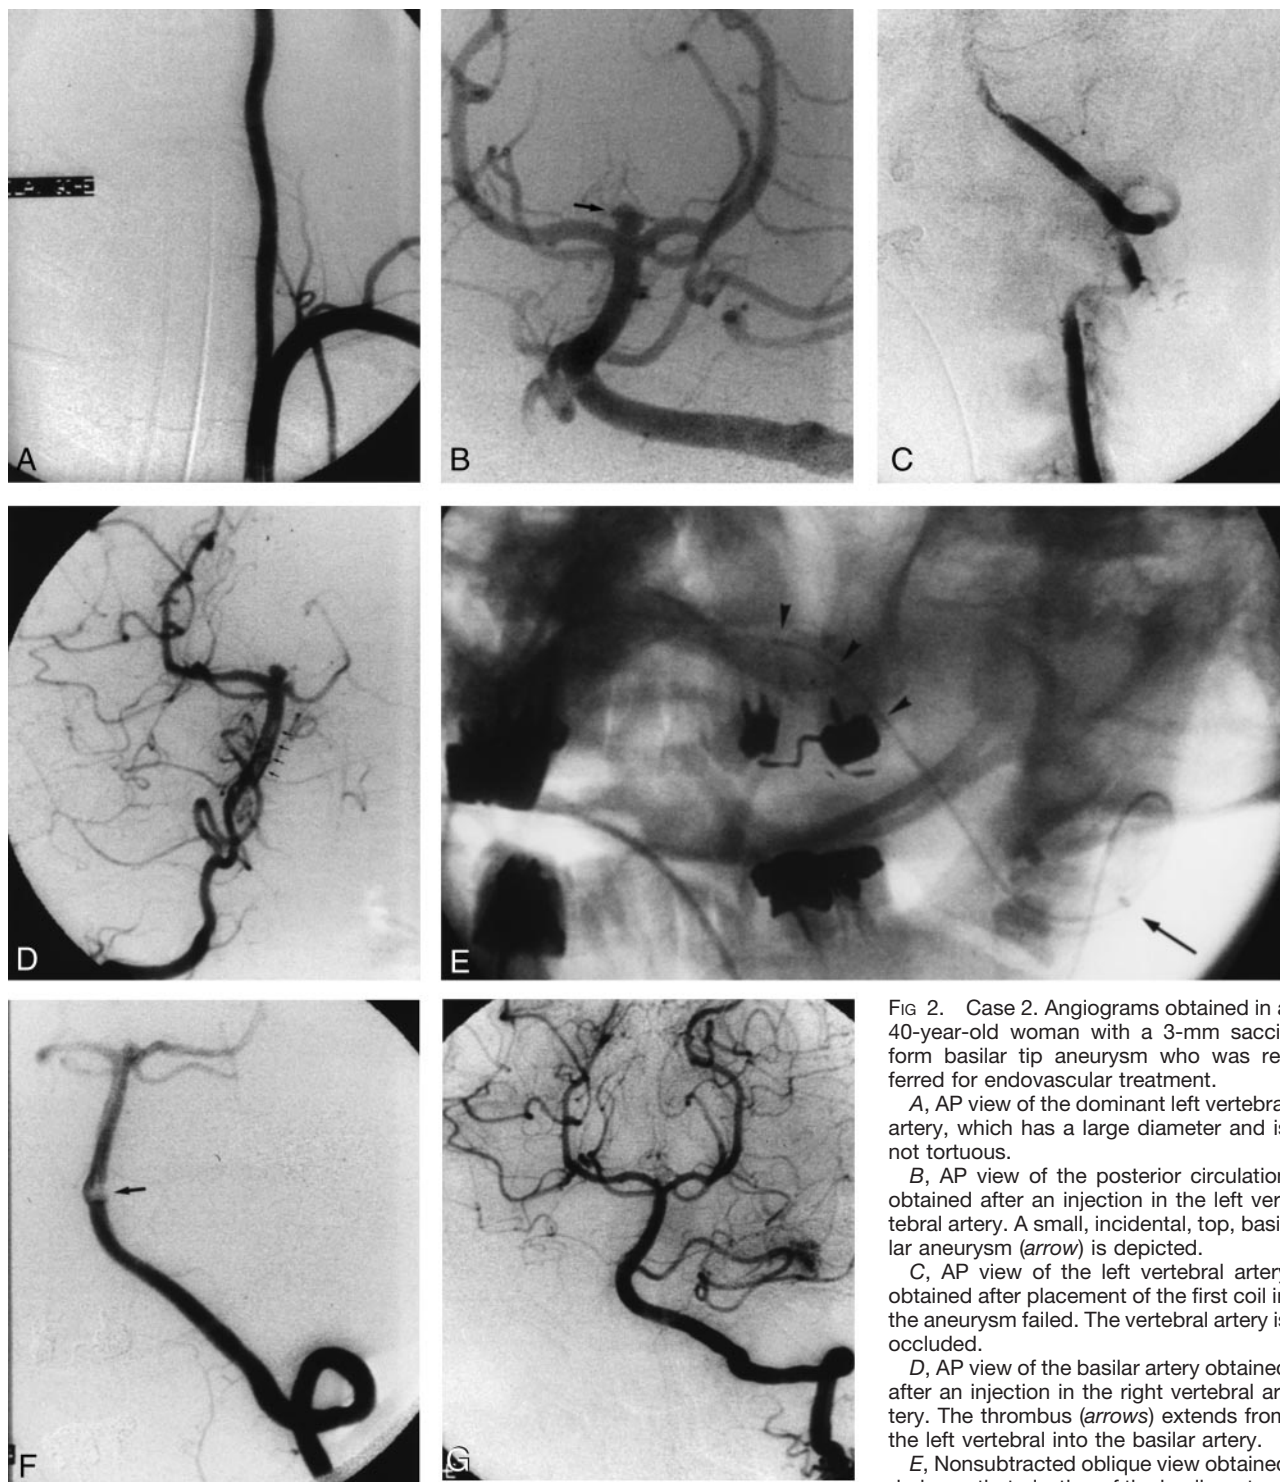 A
B
C
D
E
F
G
FIG 2. Case 2. Angiograms obtained in a
40-year-old woman with a 3-mm sacci
form basilar tip aneurysm who was re
ferred for endovascular treatment.
A, AP view of the dominant left vertebra
artery, which has a large diameter and is
not tortuous.
B, AP view of the posterior circulation
obtained after an injection in the left ver
tebral artery. A small, incidental, top, basi
lar aneurysm (arrow) is depicted.
C, AP view of the left vertebral artery
obtained after placement of the first coil in
the aneurysm failed. The vertebral artery is
occluded.
D, AP view of the basilar artery obtained
after an injection in the right vertebral ar
tery. The thrombus (arrows) extends from
the left vertebral into the basilar artery.
E, Nonsubtracted oblique view obtained